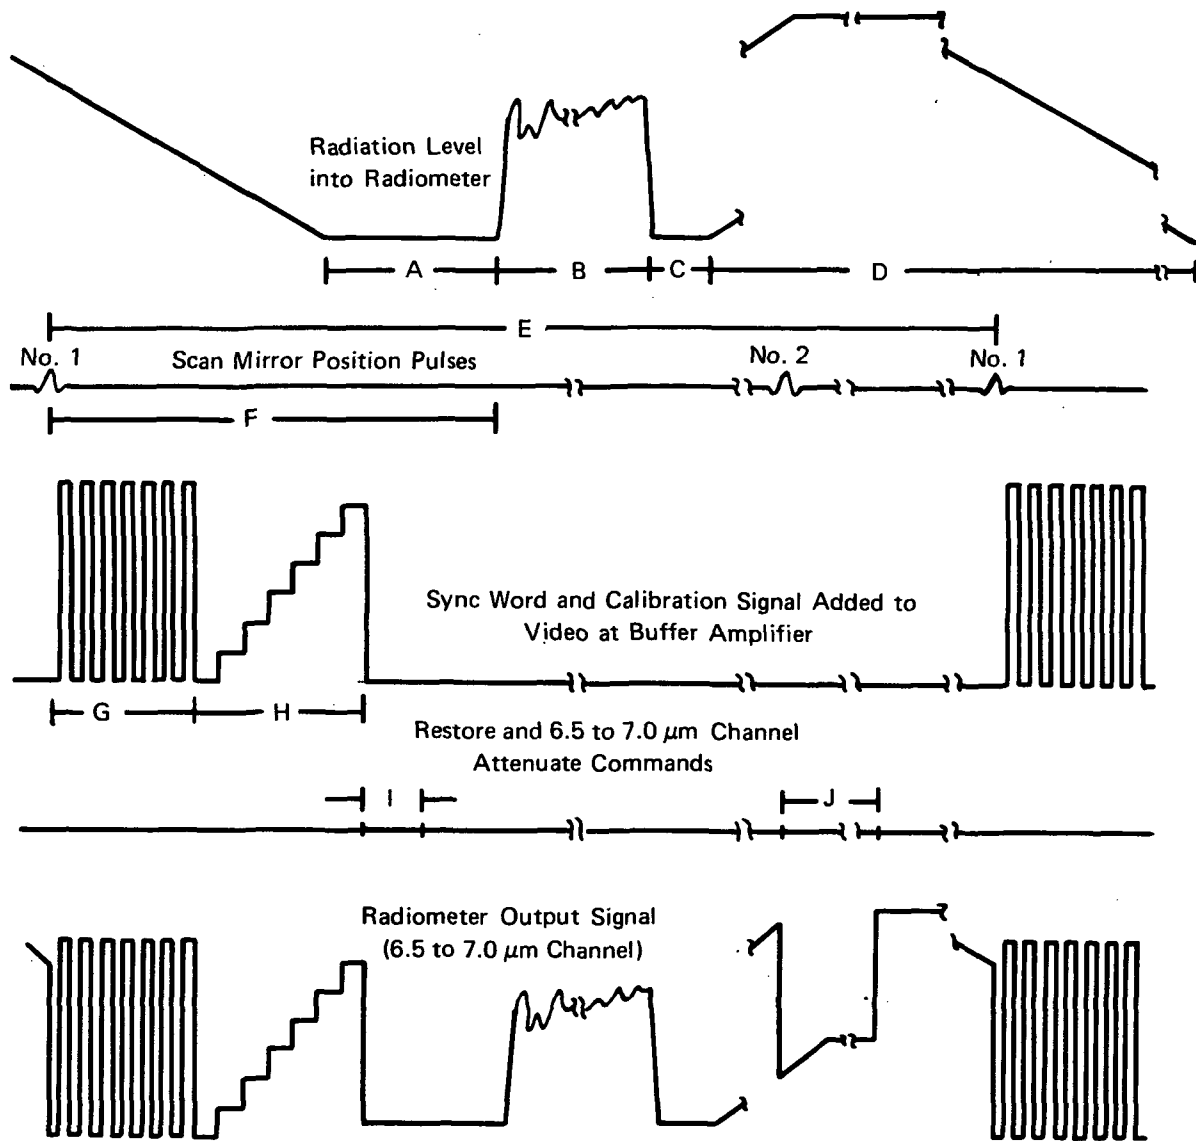 Radiation Level
into Radiometer
A
B
C
D
E
No. 1
Scan Mirror Position Pulses
No. 2
No. 1
F
Sync Word and Calibration Signal Added to
Video at Buffer Amplifier
G
H
Restore and 6.5 to 7.0 μm Channel
Attenuate Commands
I
J
Radiometer Output Signal
(6.5 to 7.0 μm Channel)